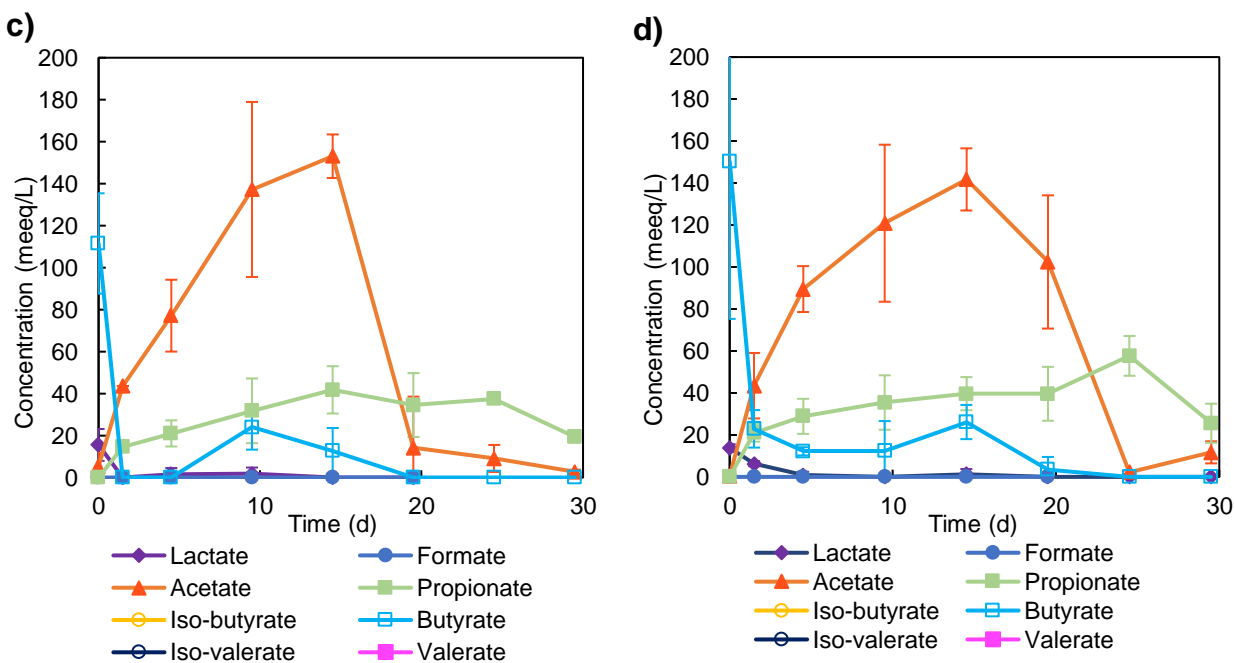 c)
200
180
160
140
120
100
80
60
40
20
0
Concentration (meeq/L)
0
10
20
30
Time (d)
Lactate
Formate
Acetate
Propionate
Iso-butyrate
Butyrate
Iso-valerate
Valerate
d)
200
180
160
140
120
100
80
60
40
20
0
Concentration (meeq/L)
0
10
20
30
Time (d)
Lactate
Formate
Acetate
Propionate
Iso-butyrate
Butyrate
Iso-valerate
Valerate